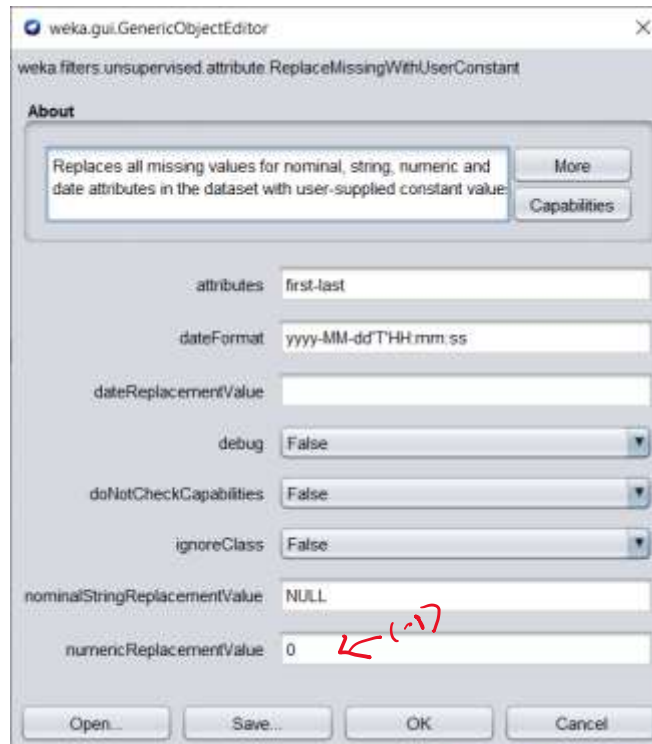 weka.gui.GenericObjectEditor
weka.filters.unsupervised.attribute.ReplaceMissingWithUserConstant
About
Replaces all missing values for nominal, string, numeric and
date attributes in the dataset with user-supplied constant value
More
Capabilities
attributes first-last
dateFormat yyyy-MM-dd'T'HH:mm:ss
dateReplacementValue
debug False
doNotCheckCapabilities False
ignoreClass False
nominalStringReplacementValue NULL
numericReplacementValue 0 (-1)
Open... Save... OK Cancel